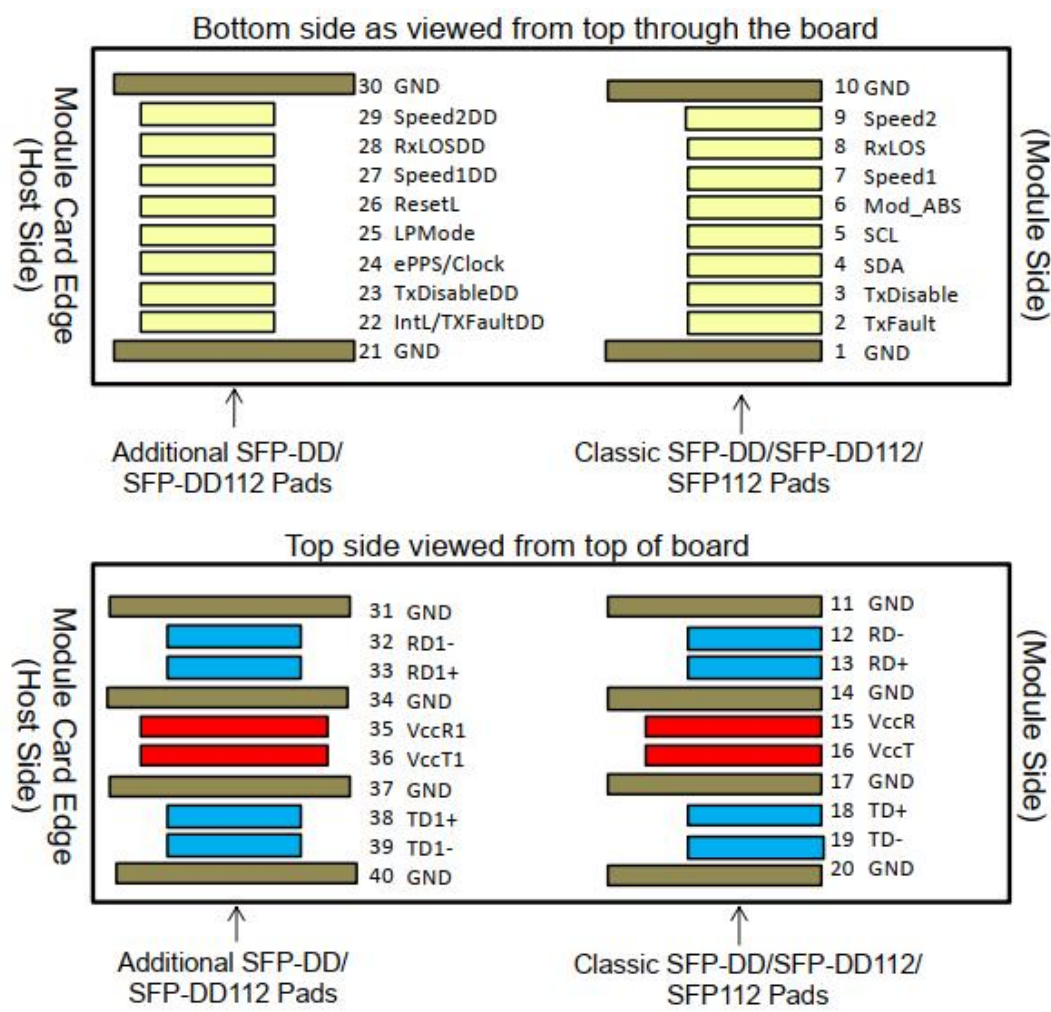 Bottom side as viewed from top through the board
Module Card Edge
(Host Side)
30 GND
29 Speed2DD
28 RxLOSDD
27 Speed1DD
26 ResetL
25 LPMode
24 ePPS/Clock
23 TxDisableDD
22 IntL/TXFaultDD
21 GND
10 GND
9 Speed2
8 RxLOS
7 Speed1
6 Mod_ABS
5 SCL
4 SDA
3 TxDisable
2 TxFault
1 GND
(Module Side)
Additional SFP-DD/
SFP-DD112 Pads
Classic SFP-DD/SFP-DD112/
SFP112 Pads
Top side viewed from top of board
Module Card Edge
(Host Side)
31 GND
32 RD1-
33 RD1+
34 GND
35 VccR1
36 VccT1
37 GND
38 TD1+
39 TD1-
40 GND
11 GND
12 RD-
13 RD+
14 GND
15 VccR
16 VccT
17 GND
18 TD+
19 TD-
20 GND
(Module Side)
Additional SFP-DD/
SFP-DD112 Pads
Classic SFP-DD/SFP-DD112/
SFP112 Pads